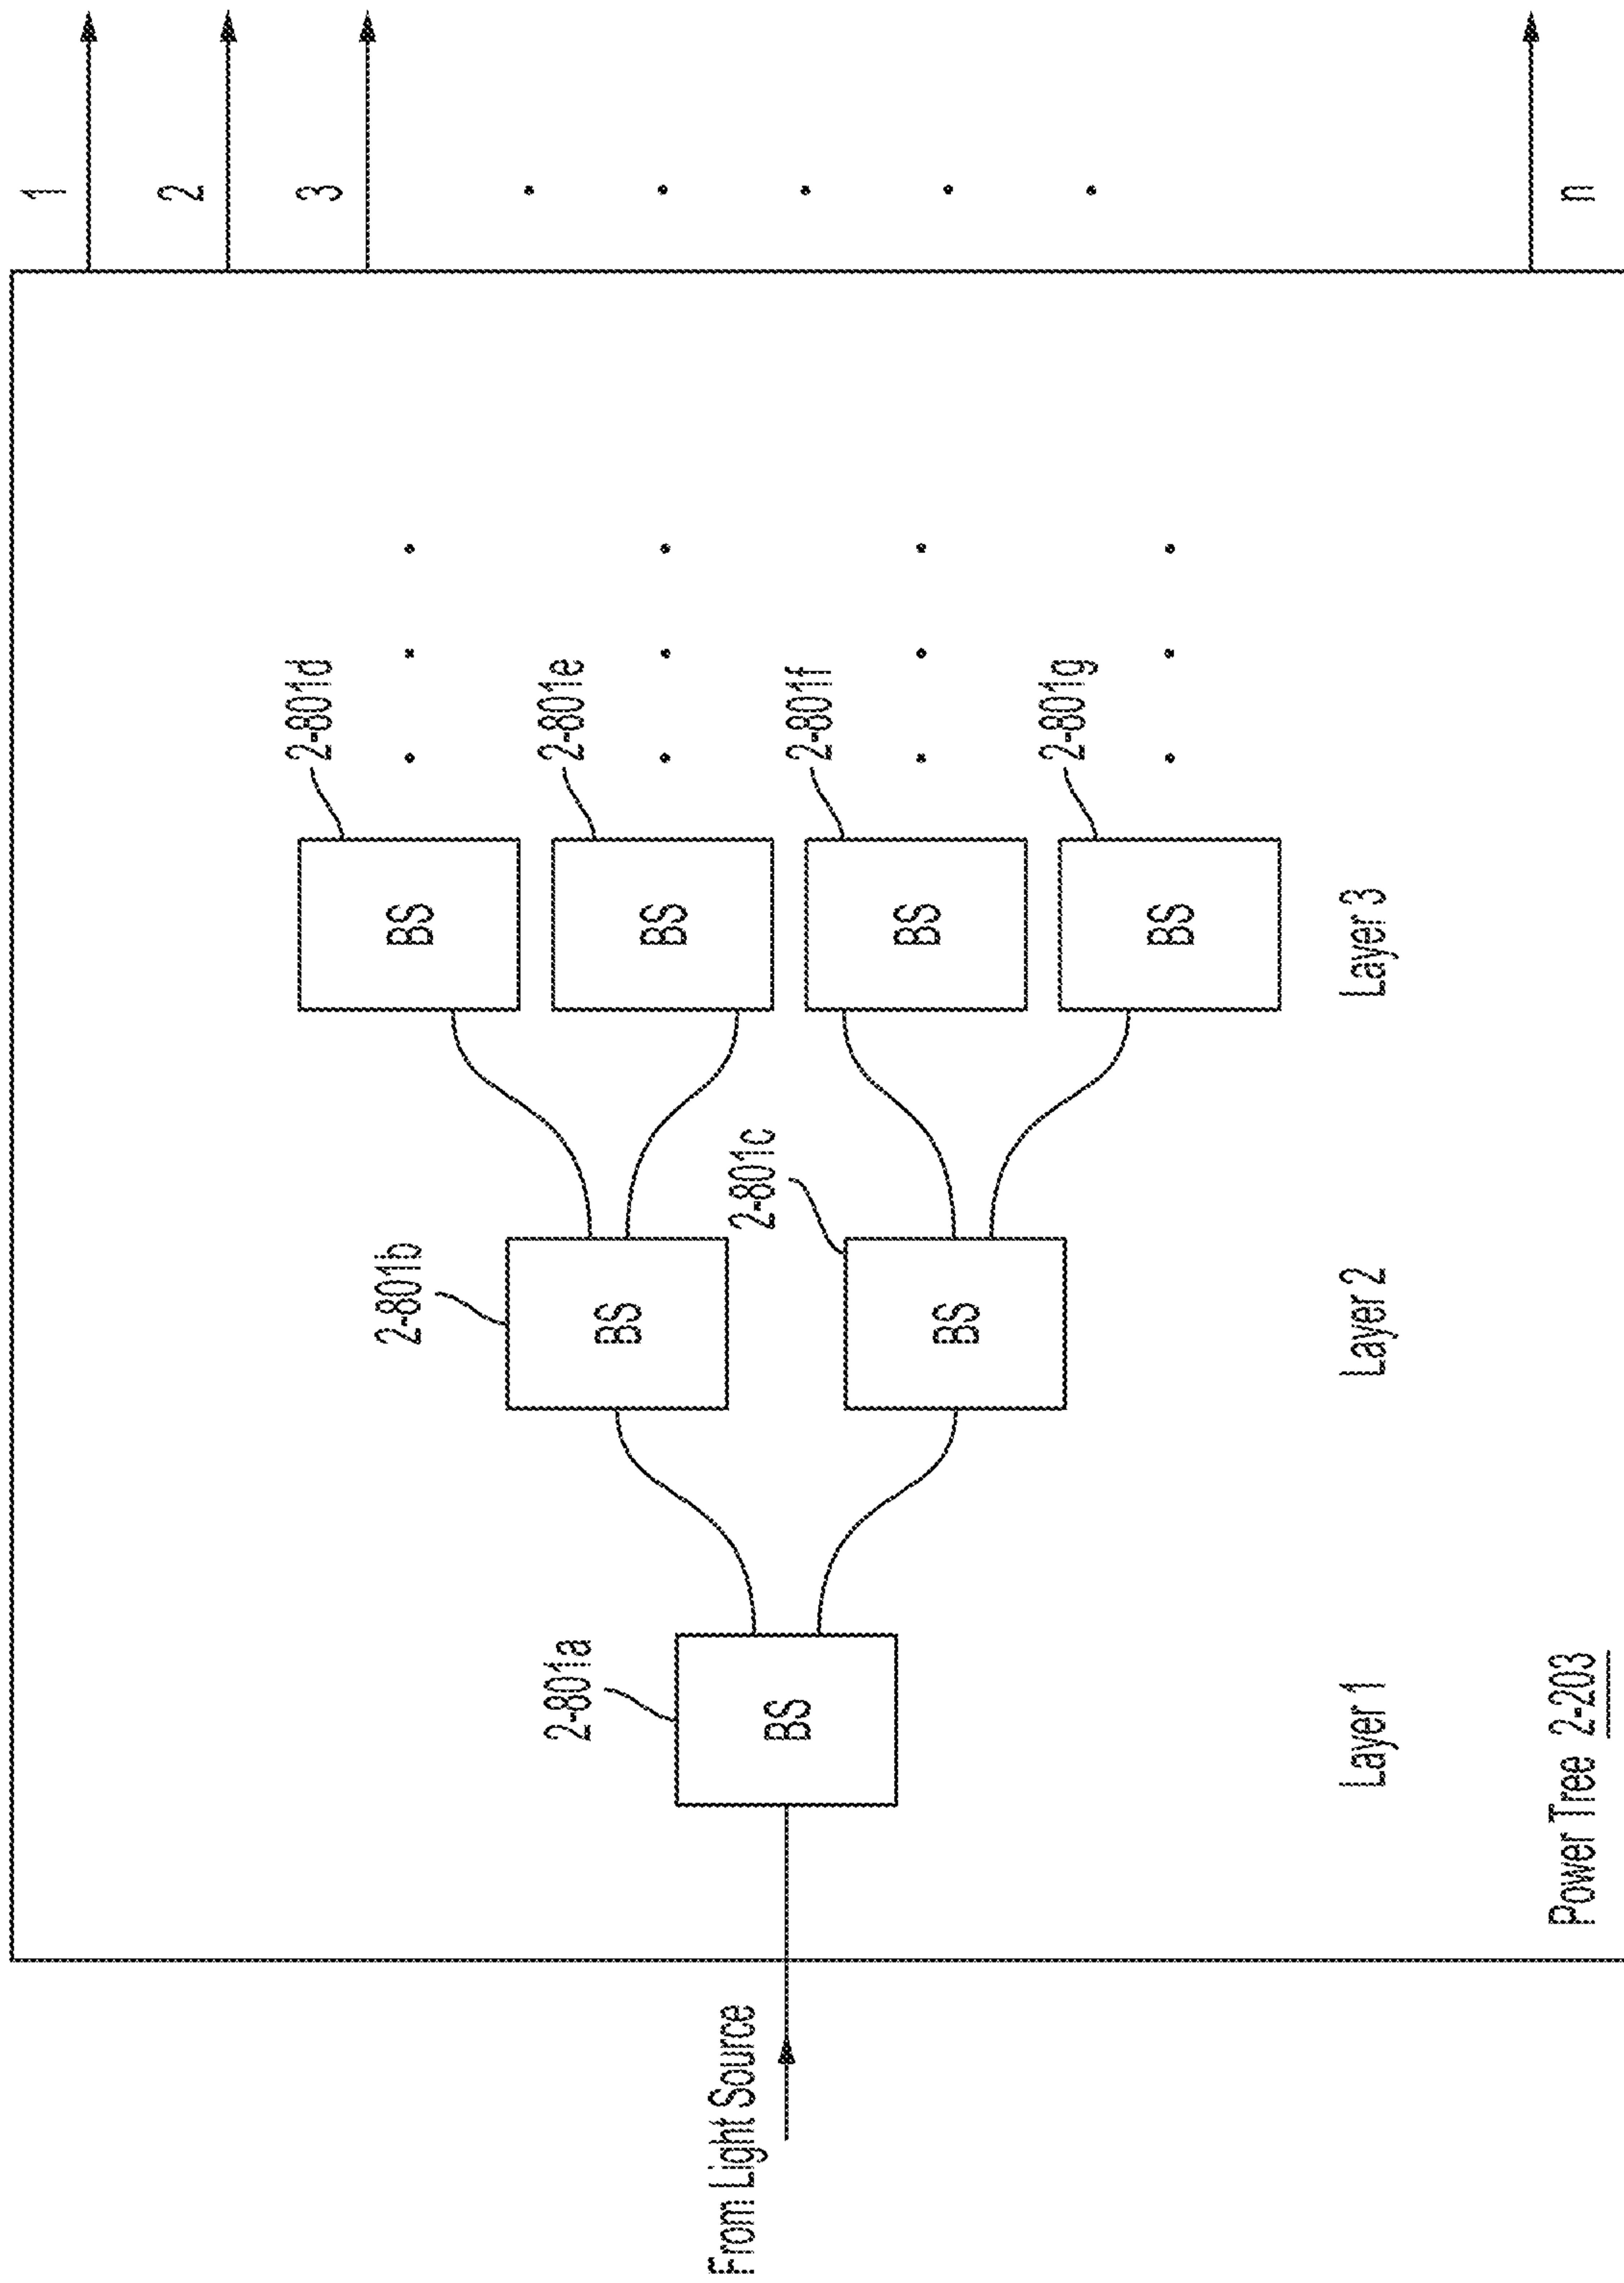 From Light Source
2-801a
BS
2-801b
BS
2-801c
BS
2-801d
BS
2-801e
BS
2-801f
BS
2-801g
BS
Layer 1
Layer 2
Layer 3
Power Tree 2-203
1
2
3
n